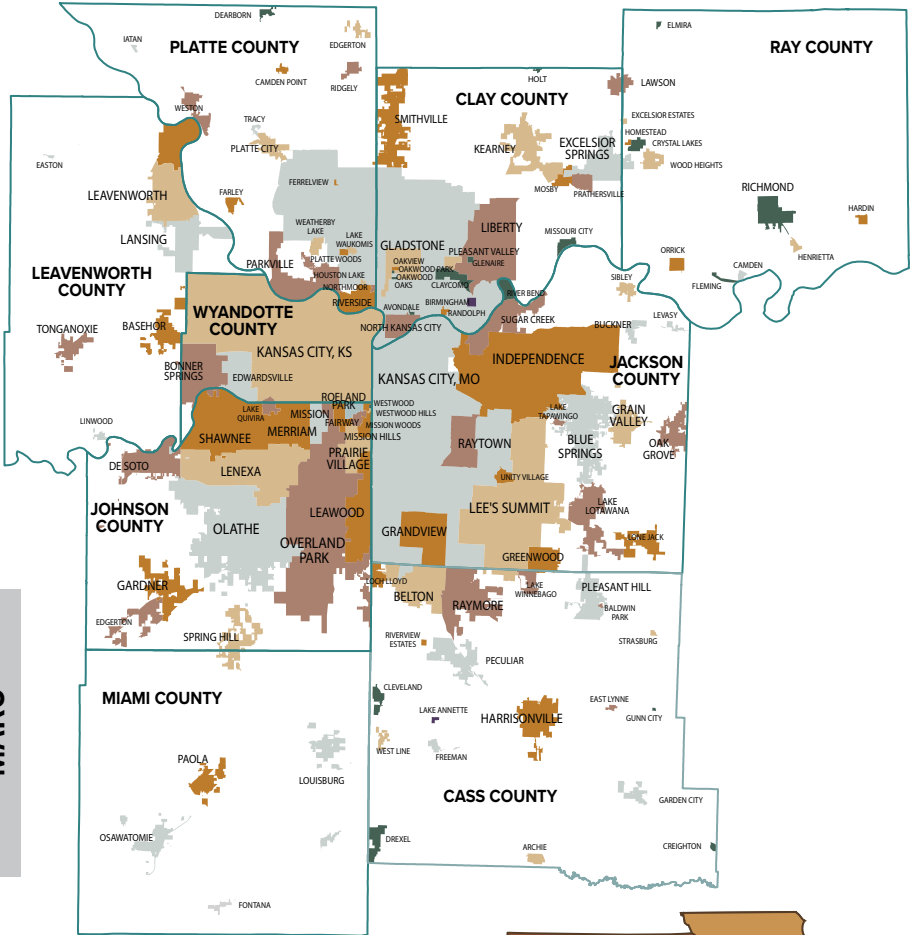 DEARBORN
IATAN
PLATTE COUNTY
EDGERTON
CAMDEN POINT
RIDGELY
WESTON
TRACY
PLATTE CITY
EASTON
LEAVENWORTH
FERRELVIEW
FARLEY
LANSING
WEATHERBY
LAKE
LAKE
WAUKOMIS
PLATTE WOODS
PARKVILLE
HOUSTON LAKE
NORTHMOOR
RIVERSIDE
LEAVENWORTH
COUNTY
TONGANOXIE
BASEHOR
LINWOOD
HOLT
CLAY COUNTY
SMITHVILLE
KEARNEY
EXCELSIOR
SPRINGS
MOSBY
PRATHERSVILLE
LIBERTY
MISSOURI CITY
GLADSTONE
PLEASANT VALLEY
GLENAIRE
OAKVIEW
OAKWOOD PARK
OAKWOOD
OAKS
CLAYCOMO
BIRMINGHAM
RANDOLPH
AVONDALE
NORTH KANSAS CITY
RIVER BEND
SUGAR CREEK
ELMIRA
RAY COUNTY
LAWSON
EXCELSIOR ESTATES
HOMESTEAD
CRYSTAL LAKES
WOOD HEIGHTS
RICHMOND
HARDIN
HENRIETTA
ORRICK
CAMDEN
FLEMING
SIBLEY
LEVASY
BUCKNER
WYANDOTTE
COUNTY
KANSAS CITY, KS
BONNER
SPRINGS
EDWARDSVILLE
KANSAS CITY, MO
INDEPENDENCE
JACKSON
COUNTY
LAKE
TAPAWINGO
GRAIN
VALLEY
BLUE
SPRINGS
OAK
GROVE
RAYTOWN
UNITY VILLAGE
LEE'S SUMMIT
LAKE
LOTAWANA
LONE JACK
GRANDVIEW
GREENWOOD
LAKE
QUIVIRA
ROELAND
PARK
MISSION
FAIRWAY
WESTWOOD
WESTWOOD HILLS
MISSION WOODS
MISSION HILLS
SHAWNEE
MERRIAM
PRAIRIE
VILLAGE
DE SOTO
LENEXA
JOHNSON
COUNTY
OLATHE
LEAWOOD
OVERLAND
PARK
GARDNER
EDGERTON
SPRING HILL
LOCH LLOYD
BELTON
RAYMORE
LAKE
WINNEBAGO
PLEASANT HILL
BALDWIN
PARK
STRASBURG
RIVERVIEW
ESTATES
PECULIAR
CLEVELAND
LAKE ANNETTE
HARRISONVILLE
EAST LYNNE
GUNN CITY
WEST LINE
FREEMAN
CASS COUNTY
GARDEN CITY
DREXEL
ARCHIE
CREIGHTON
MIAMI COUNTY
PAOLA
LOUISBURG
OSAWATOMIE
FONTANA